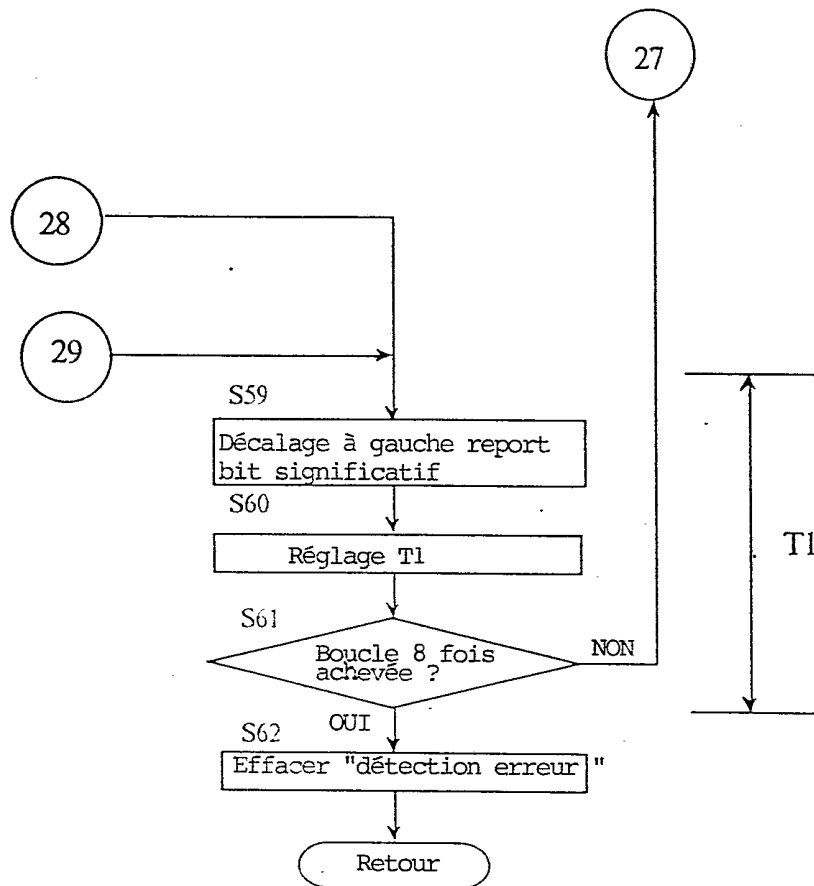 27
28
29
S59
Décalage à gauche report
bit significatif
S60
Réglage T1
T1
S61
Boucle 8 fois
achevée ?
NON
OUI
S62
Effacer "détection erreur "
Retour